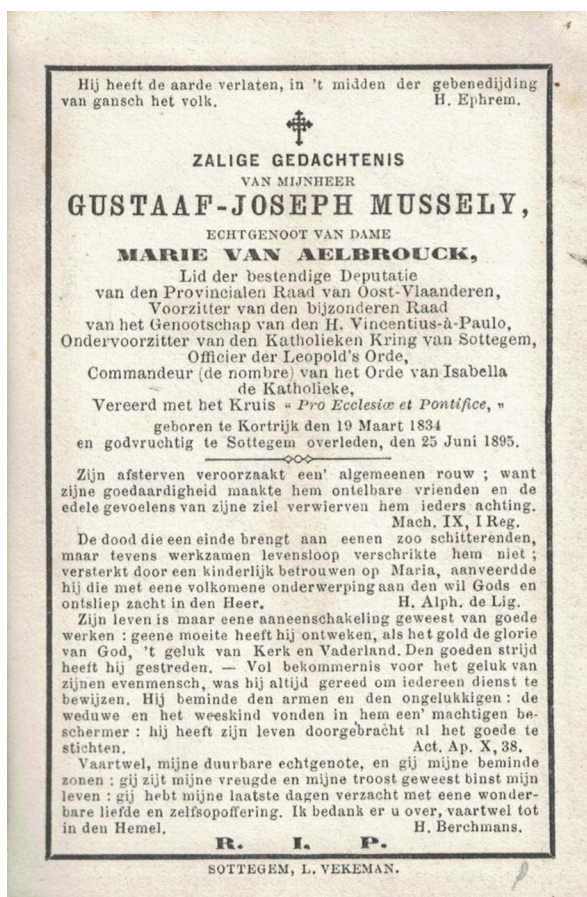 Hij heeft de aarde verlaten, in 't midden der gebenedijding
van gansch het volk. H. Ephrem.
ZALIGE GEDACHTENIS
VAN MIJNHEER
GUSTAAF-JOSEPH MUSSELY,
ECHTGENOOT VAN DAME
MARIE VAN AELBROUCK,
Lid der bestendige Deputatie
van den Provincialen Raad van Oost-Vlaanderen,
Voorzitter van den bijzonderen Raad
van het Genootschap van den H. Vincentius-à-Paulo,
Ondervoorzitter van den Katholieken Kring van Sottegem,
Officier der Leopold's Orde,
Commandeur (de nombre) van het Orde van Isabella
de Katholieke,
Vereerd met het Kruis « Pro Ecclesiæ et Pontifice, »
geboren te Kortrijk den 19 Maart 1834
en godvruchtig te Sottegem overleden, den 25 Juni 1895.
Zijn afsterven veroorzaakt een' algemeenen rouw ; want
zijne goedaardigheid maakte hem ontelbare vrienden en de
edele gevoelens van zijne ziel verwierven hem ieders achting.
Mach. IX, I Reg.
De dood die een einde brengt aan eenen zoo schitterenden,
maar tevens werkzamen levensloop verschrikte hem niet ;
versterkt door een kinderlijk betrouwen op Maria, aanveerdde
hij die met eene volkomene onderwerping aan den wil Gods en
ontsliep zacht in den Heer. H. Alph. de Lig.
Zijn leven is maar eene aaneenschakeling geweest van goede
werken : geene moeite heeft hij ontweken, als het gold de glorie
van God, 't geluk van Kerk en Vaderland. Den goeden strijd
heeft hij gestreden. — Vol bekommernis voor het geluk van
zijnen evenmensch, was hij altijd gereed om iedereen dienst te
bewijzen. Hij beminde den armen en den ongelukkigen : de
weduwe en het weeskind vonden in hem een' machtigen be-
schermer : hij heeft zijn leven doorgebracht al het goede te
stichten. Act. Ap. X, 38.
Vaartwel, mijne duurbare echtgenote, en gij mijne beminde
zonen : gij zijt mijne vreugde en mijne troost geweest binst mijn
leven : gij hebt mijne laatste dagen verzacht met eene wonder-
bare liefde en zelfsopoffering. Ik bedank er u over, vaartwel tot
in den Hemel. H. Berchmans.
R. I. P.
SOTTEGEM, L. VEKEMAN.